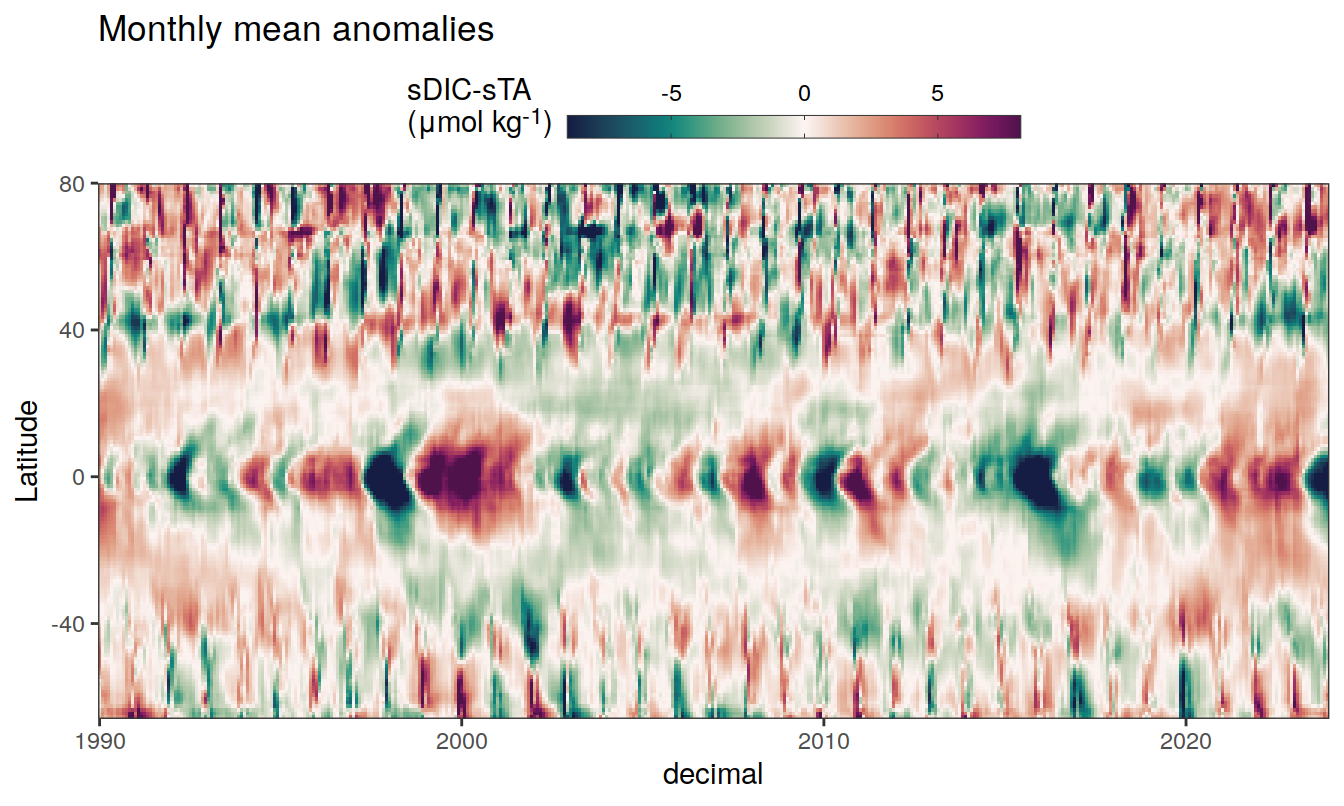 Monthly mean anomalies
sDIC-sTA
(µmol kg⁻¹)
-5 0 5
80
40
0
-40
Latitude
1990 2000 2010 2020
decimal